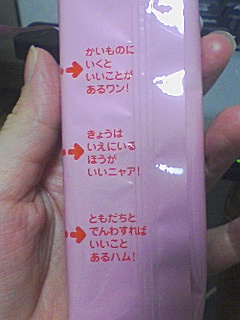 かいものに
いくと
いいことが
あるワン!
きょうは
いえにいる
ほうが
いいニャア!
ともだちと
でんわすれば
いいこと
あるハム!